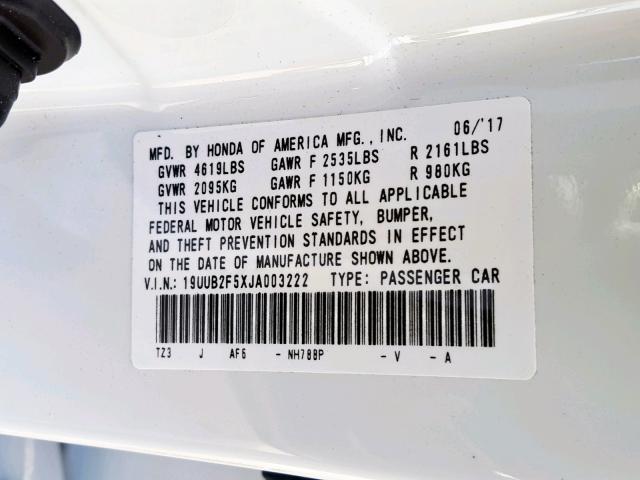 MFD. BY HONDA OF AMERICA MFG., INC. 06/'17
GVWR 4619LBS GAWR F 2535LBS R 2161LBS
GVWR 2095KG GAWR F 1150KG R 980KG
THIS VEHICLE CONFORMS TO ALL APPLICABLE
FEDERAL MOTOR VEHICLE SAFETY, BUMPER,
AND THEFT PREVENTION STANDARDS IN EFFECT
ON THE DATE OF MANUFACTURE SHOWN ABOVE.
V.I.N.: 19UUB2F5XJA003222 TYPE: PASSENGER CAR
TZ3 J AF6 - NH788P - V - A